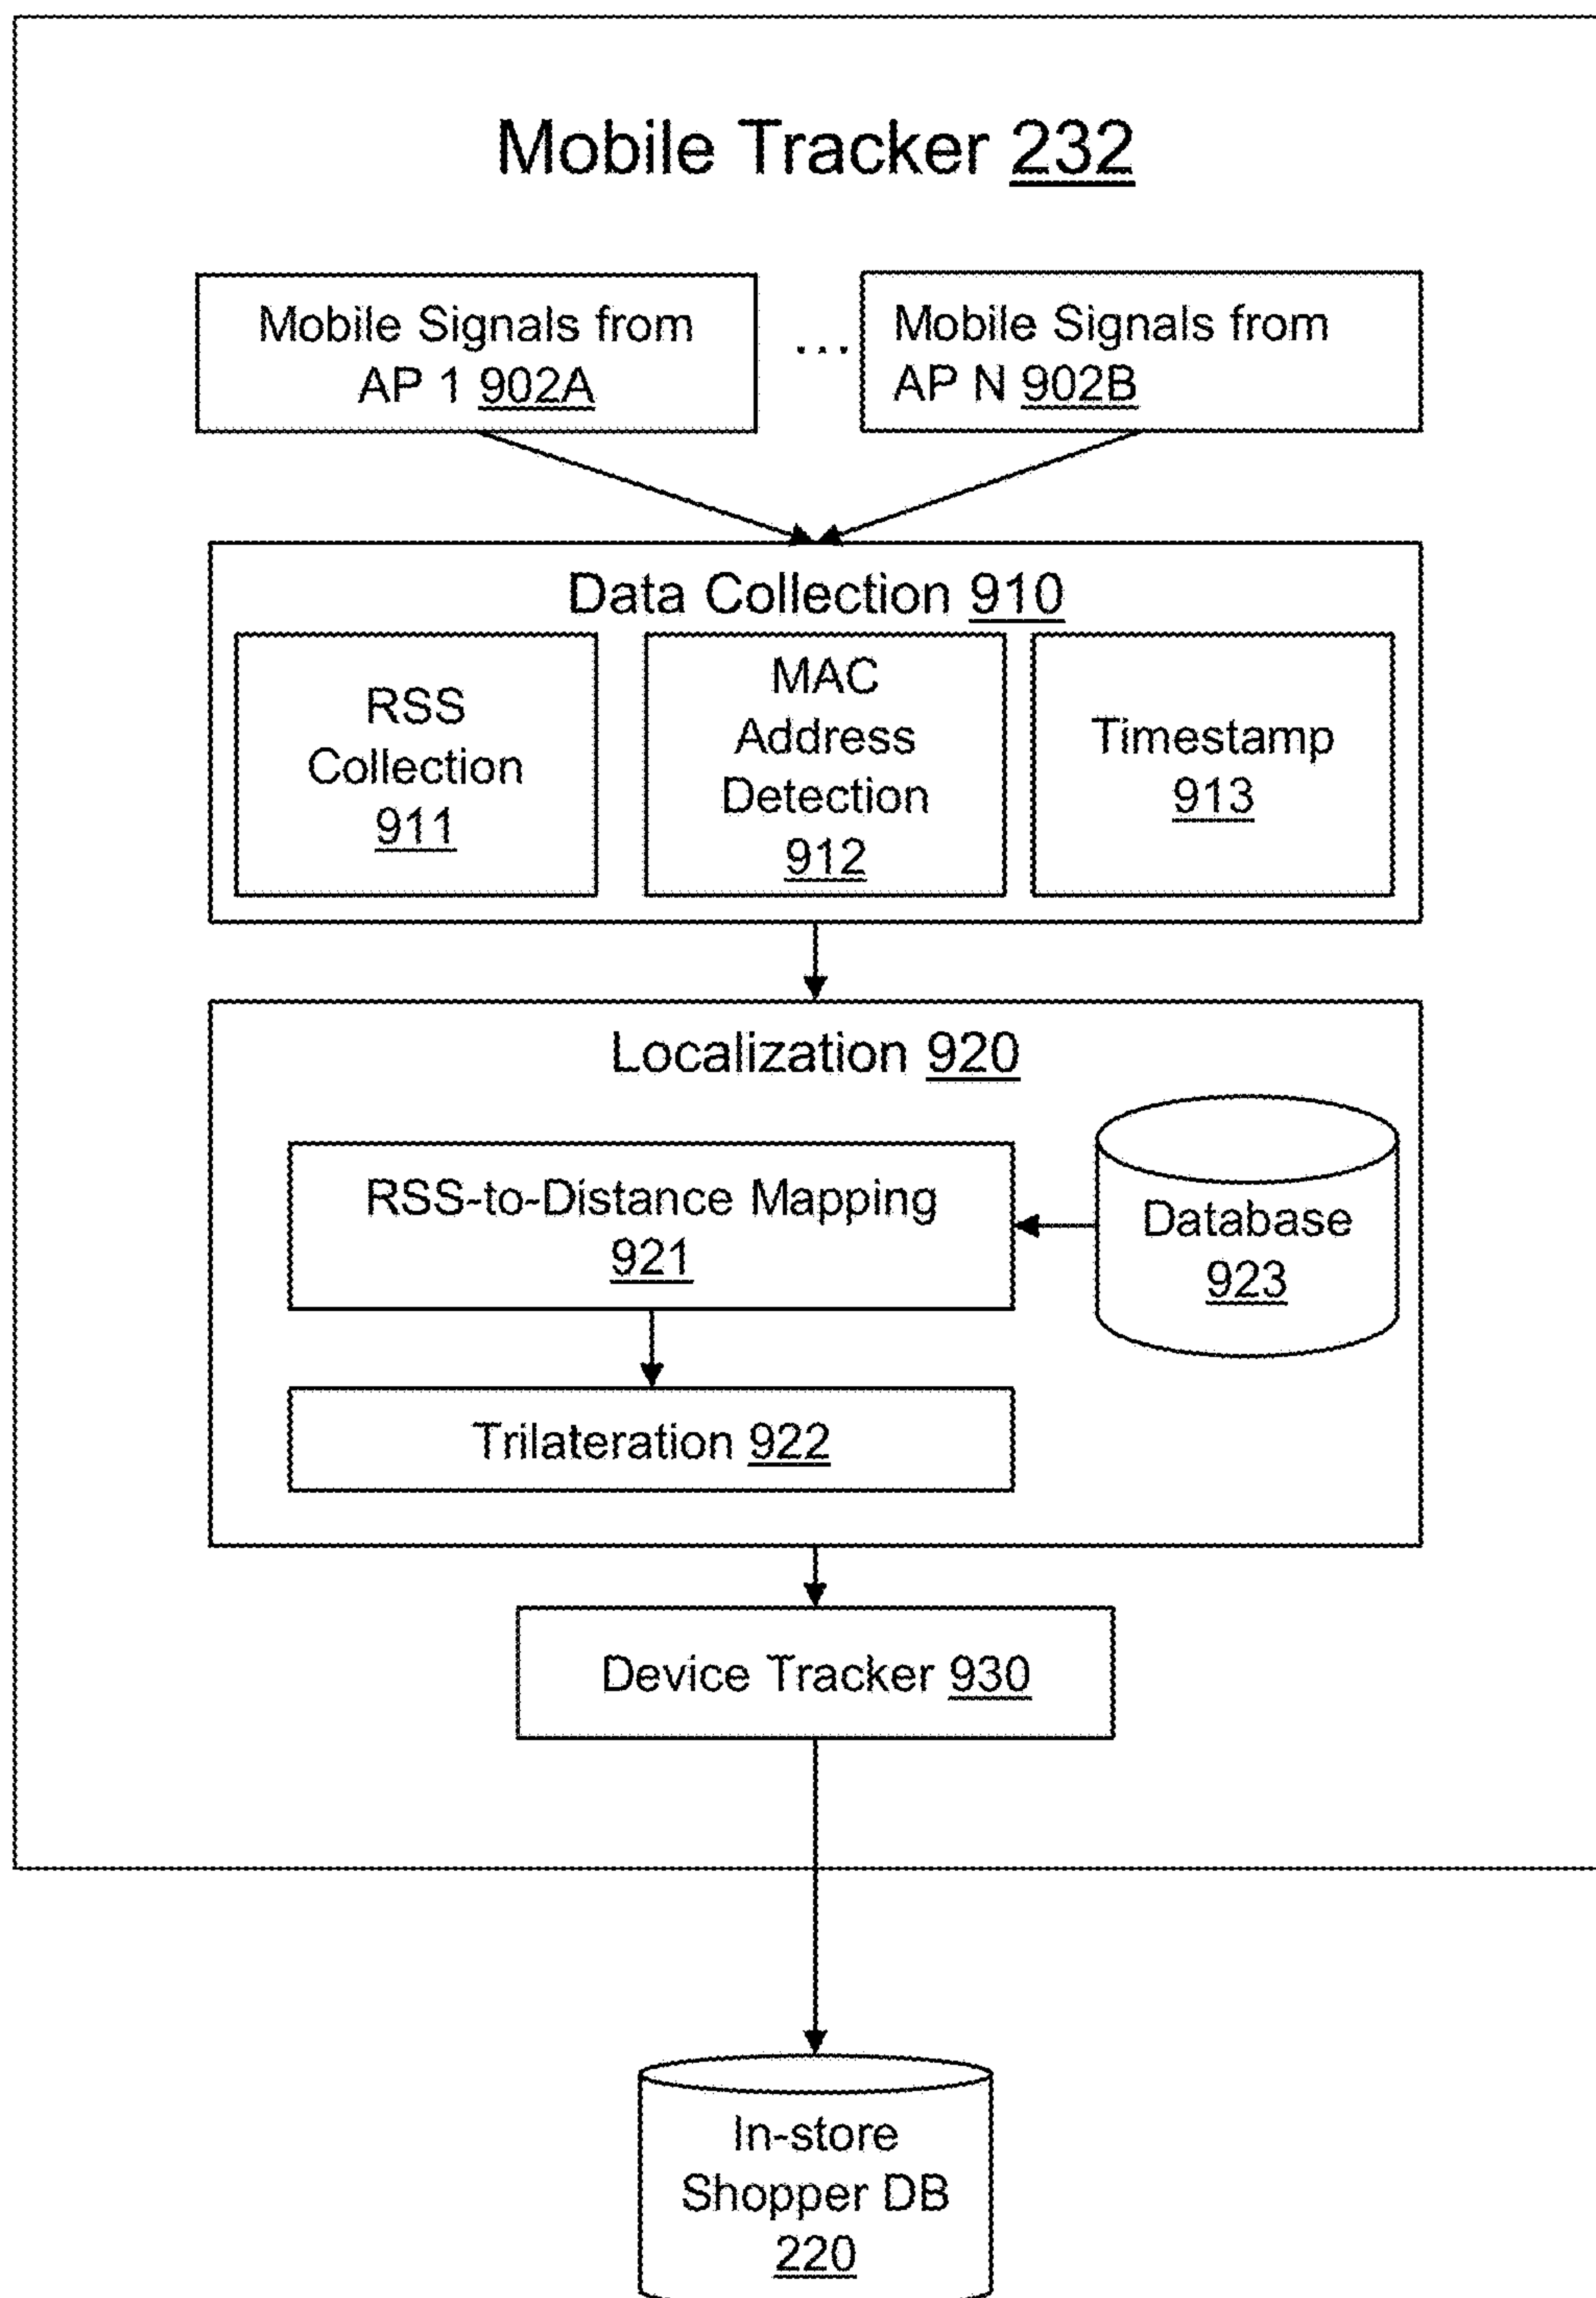 Mobile Tracker 232
Mobile Signals from
AP 1 902A
...
Mobile Signals from
AP N 902B
Data Collection 910
RSS
Collection
911
MAC
Address
Detection
912
Timestamp
913
Localization 920
RSS-to-Distance Mapping
921
Database
923
Trilateration 922
Device Tracker 930
In-store
Shopper DB
220